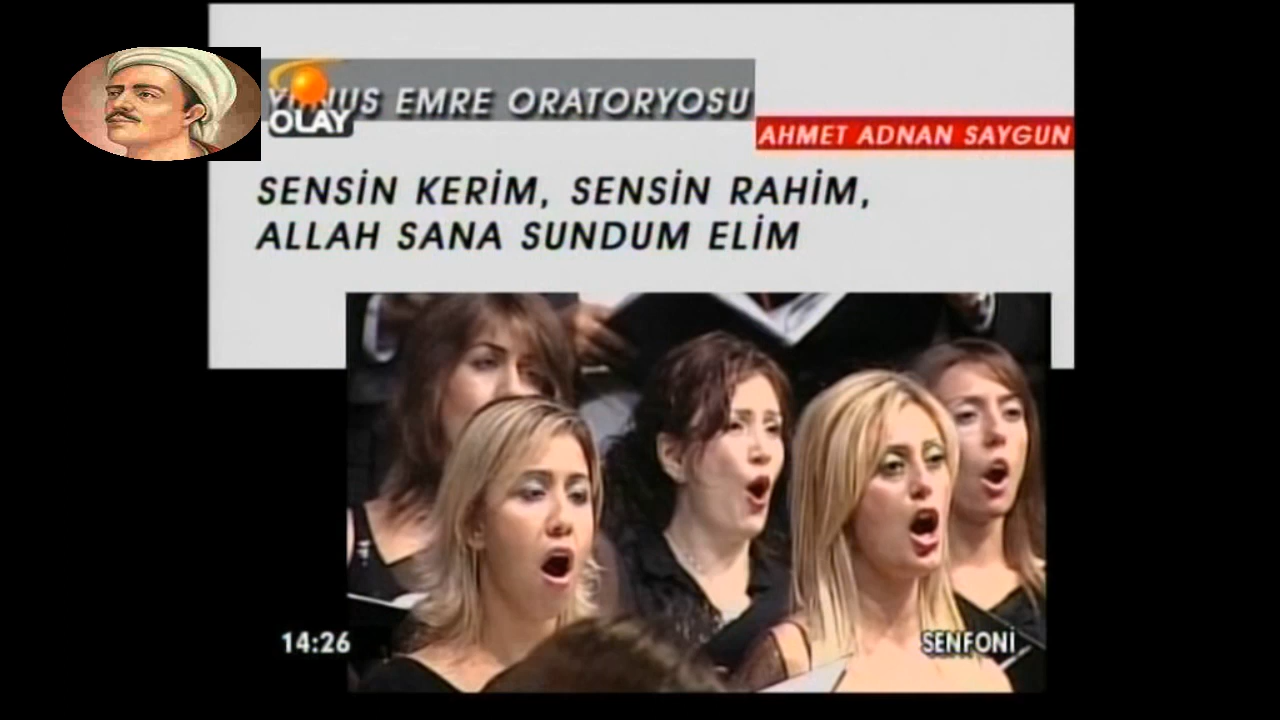 YUNUS EMRE ORATORYOSU
OLAY
AHMET ADNAN SAYGUN
SENSİN KERİM, SENSİN RAHİM,
ALLAH SANA SUNDUM ELİM
14:26
SENFONİ